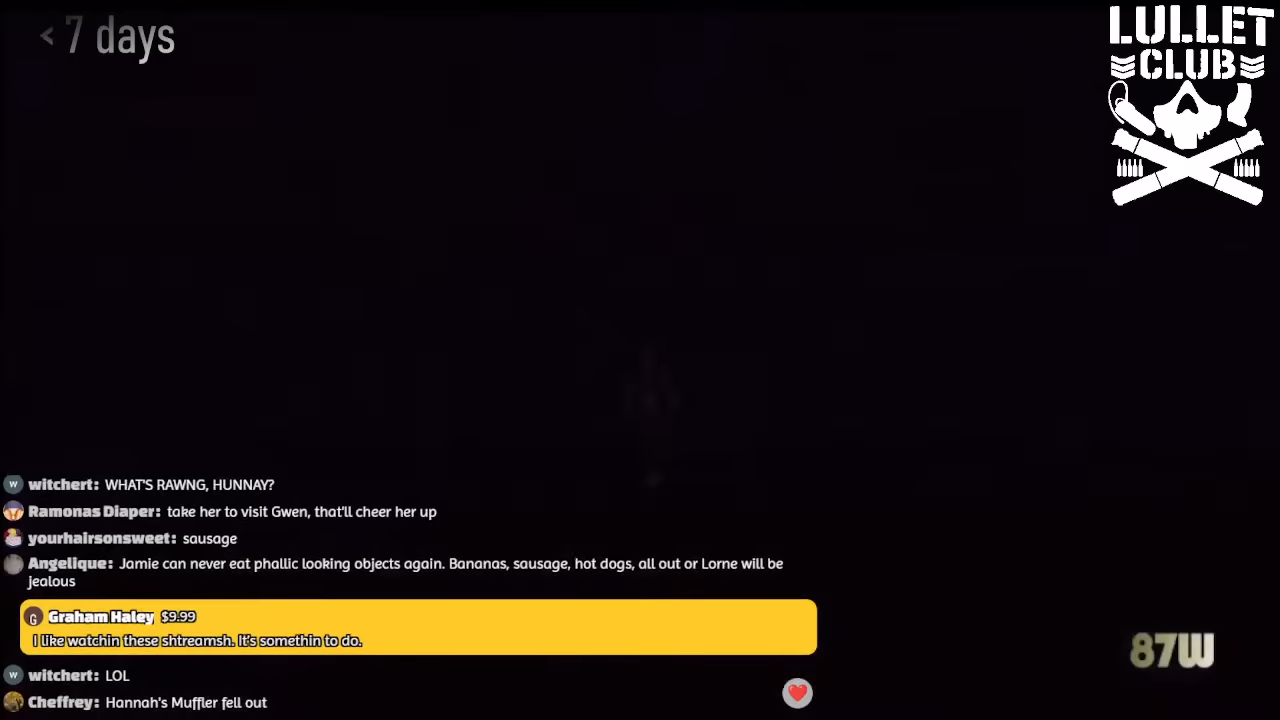 < 7 days
LULLET
CLUB
W witchert: WHAT'S RAWNG, HUNNAY?
Ramonas Diaper: take her to visit Gwen, that'll cheer her up
yourhairsonsweet: sausage
Angelique: Jamie can never eat phallic looking objects again. Bananas, sausage, hot dogs, all out or Lorne will be
jealous
G Graham Haley $9.99
I like watchin these shtreamsh. It's somethin to do.
87W
W witchert: LOL
Cheffrey: Hannah's Muffler fell out